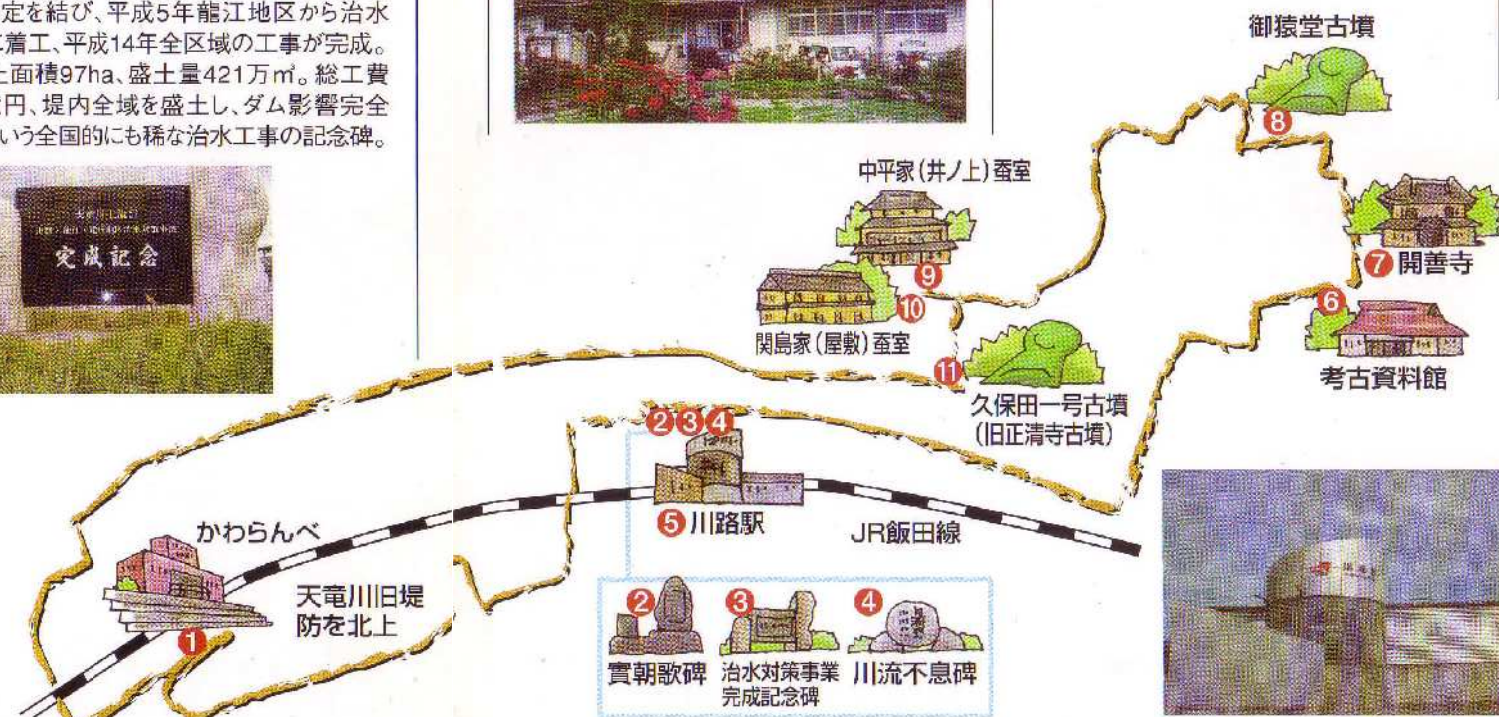 定を結び、平成5年龍江地区から治水
着工、平成14年全区域の工事が完成。
面積97ha、盛土量421万㎥。総工費
円、堤内全域を盛土し、ダム影響完全
いう全国的にも稀な治水工事の記念碑。
完成記念
御猿堂古墳
8
中平家(井ノ上)蚕室
9
7 開善寺
10
関島家(屋敷)蚕室
6
考古資料館
11
久保田一号古墳
(旧正清寺古墳)
2 3 4
5 川路駅
JR飯田線
かわらんべ
天竜川旧堤
防を北上
1
2
實朝歌碑
3
治水対策事業
完成記念碑
4
川流不息碑